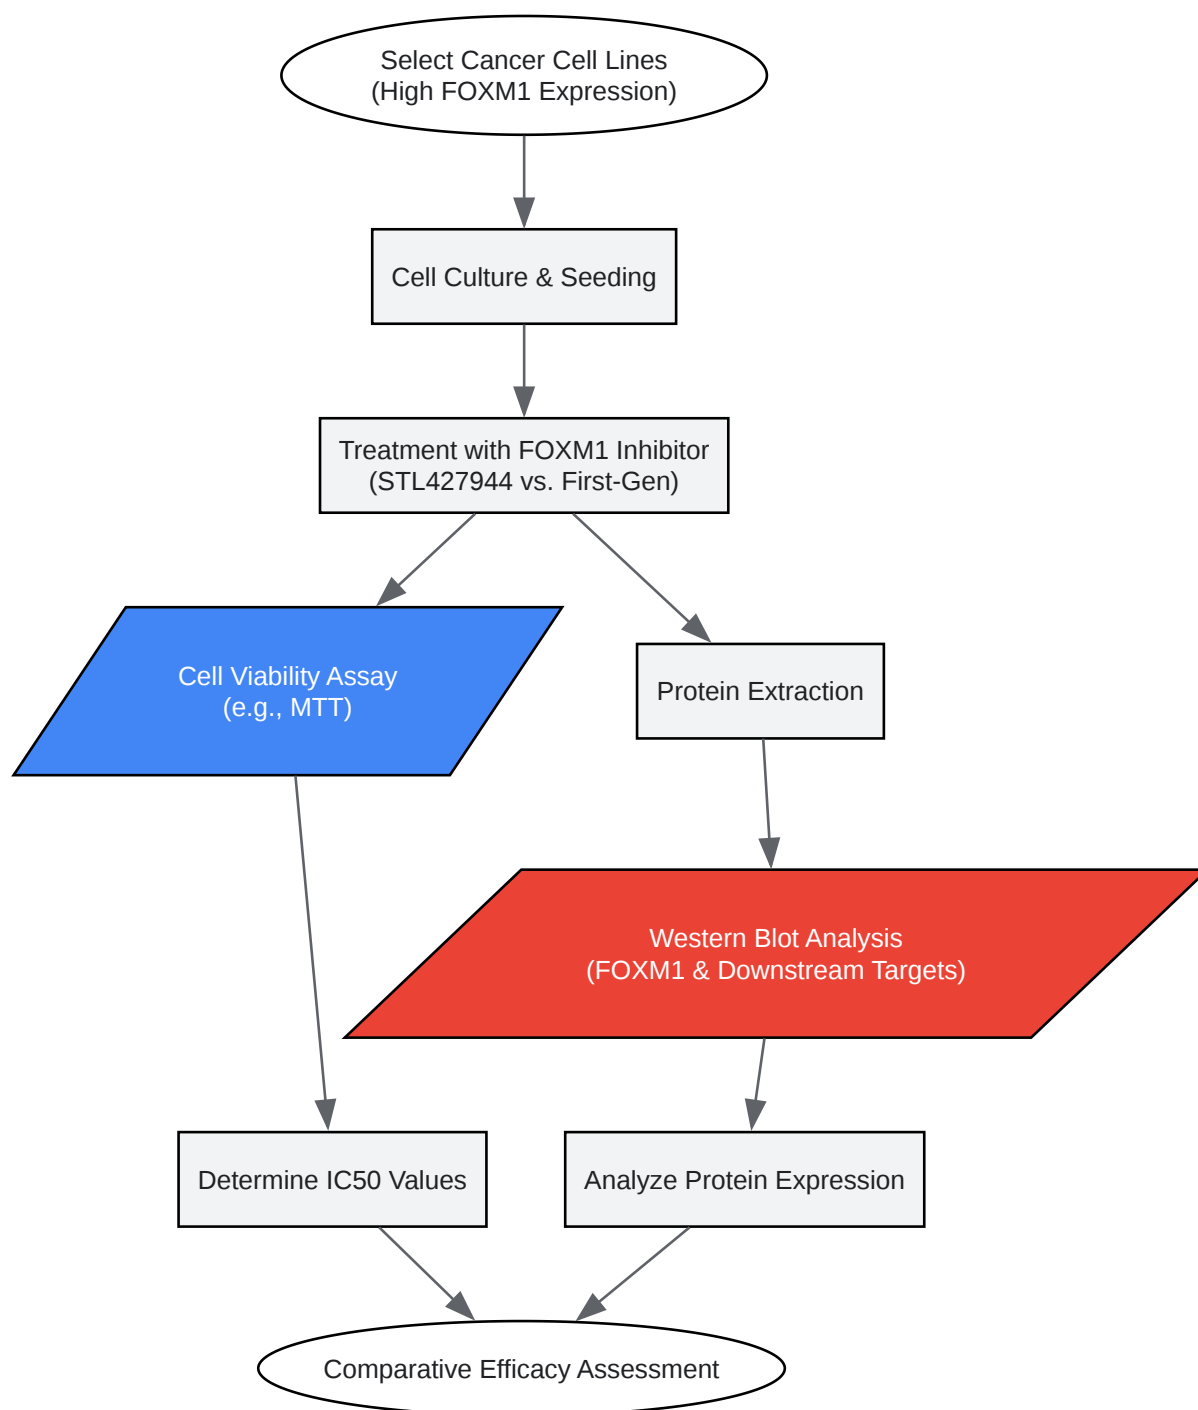 Select Cancer Cell Lines
(High FOXM1 Expression)
Cell Culture & Seeding
Treatment with FOXM1 Inhibitor
(STL427944 vs. First-Gen)
Cell Viability Assay
(e.g., MTT)
Protein Extraction
Western Blot Analysis
(FOXM1 & Downstream Targets)
Determine IC50 Values
Analyze Protein Expression
Comparative Efficacy Assessment